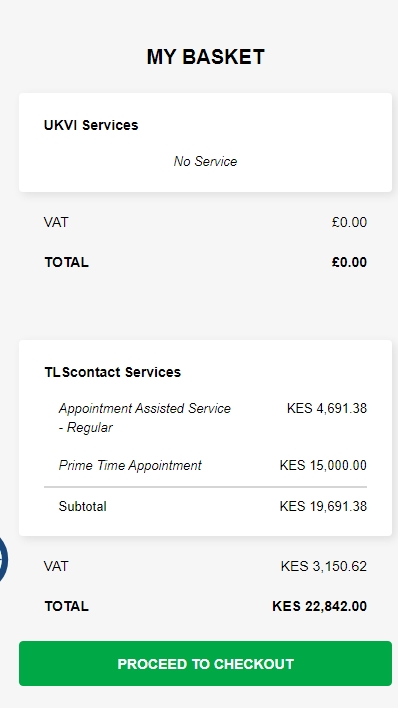 MY BASKET
UKVI Services
No Service
VAT £0.00
TOTAL £0.00
TLScontact Services
Appointment Assisted Service KES 4,691.38
- Regular
Prime Time Appointment KES 15,000.00
Subtotal KES 19,691.38
VAT KES 3,150.62
TOTAL KES 22,842.00
PROCEED TO CHECKOUT